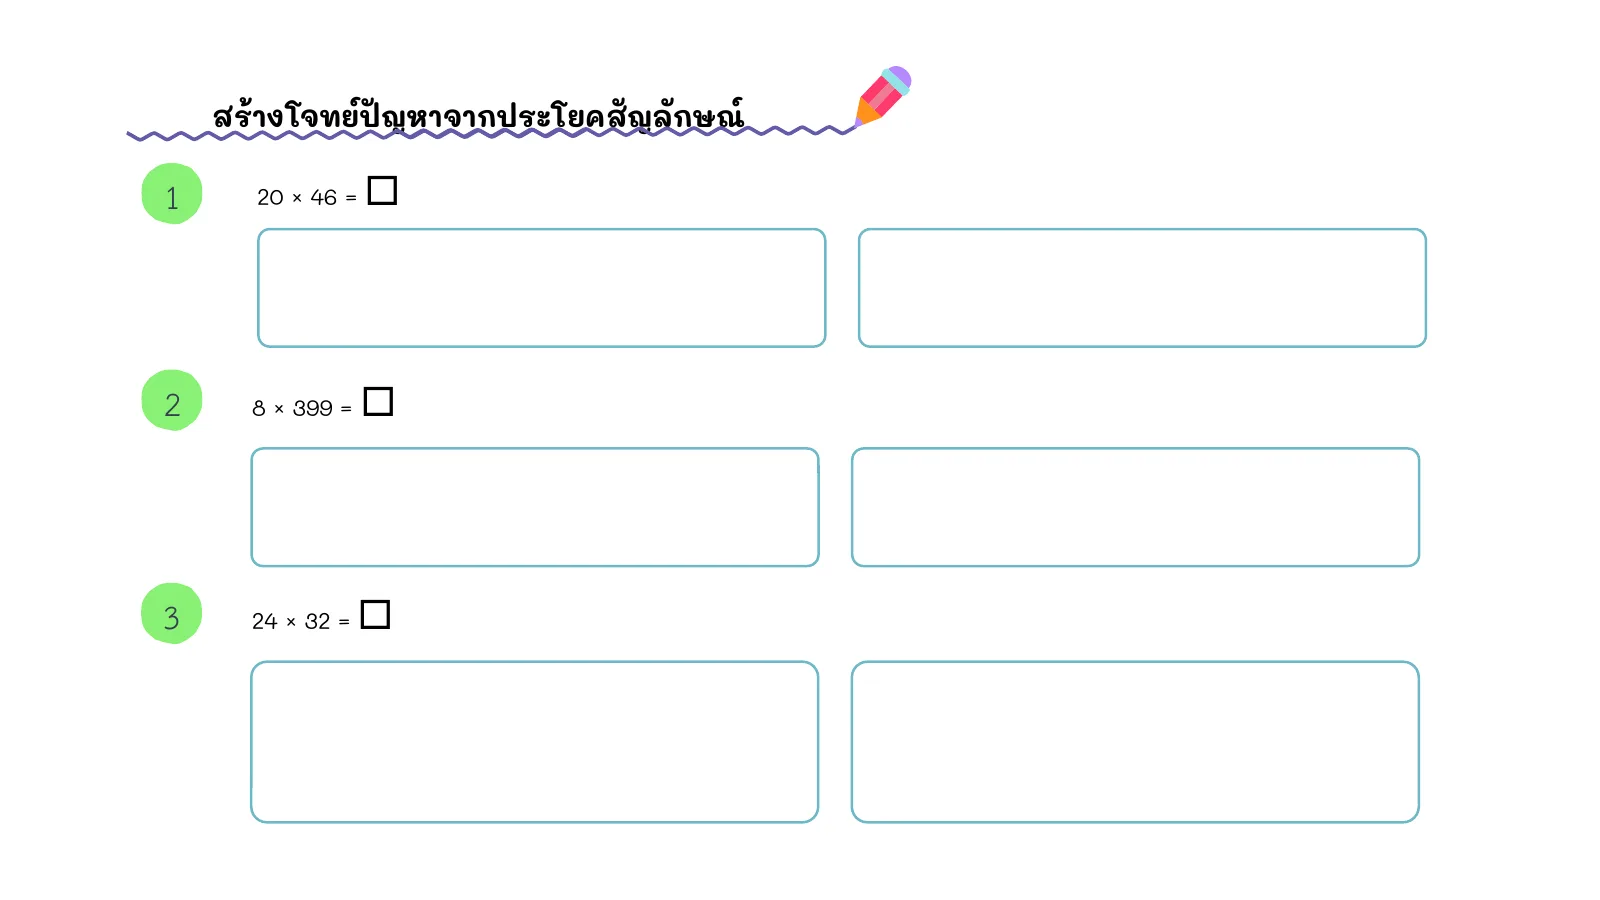 สร้างโจทย์ปัญหาจากประโยคสัญลักษณ์
1
20 × 46 = □
2
8 × 399 = □
3
24 × 32 = □